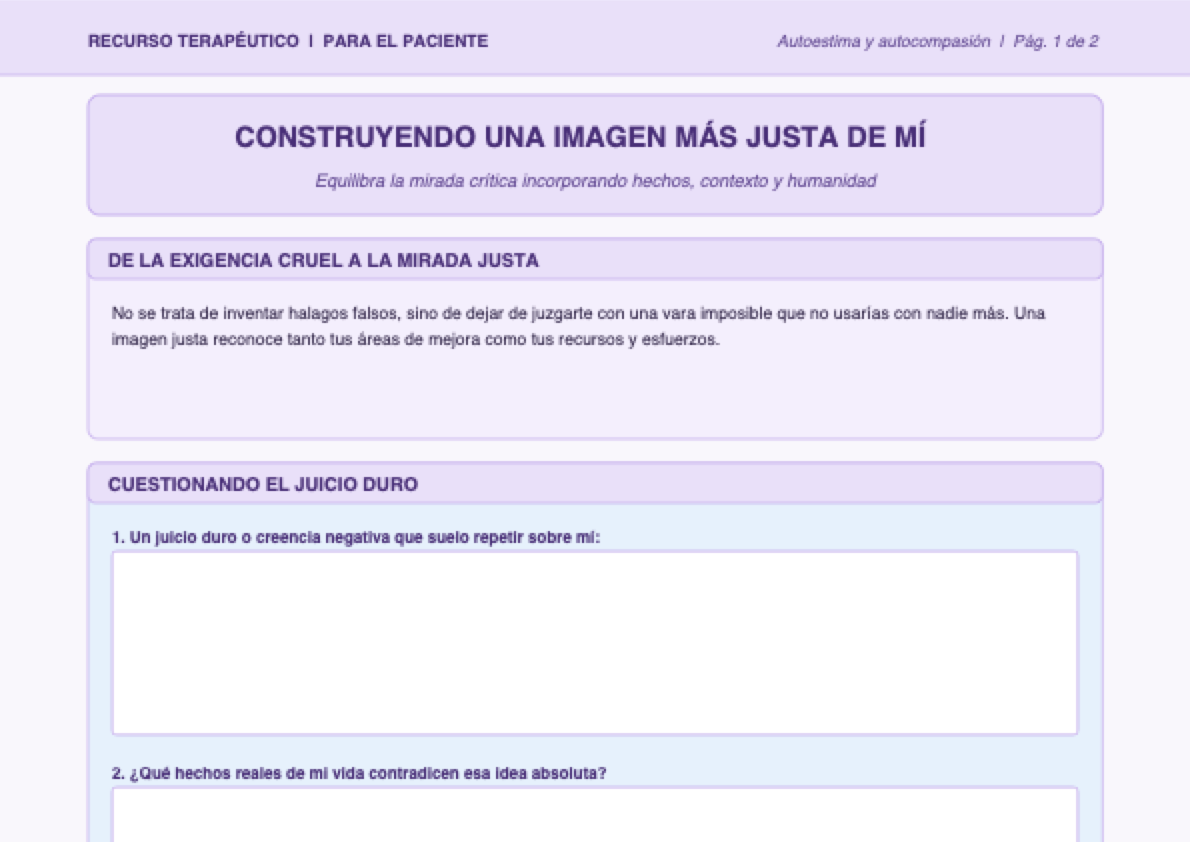 RECURSO TERAPÉUTICO | PARA EL PACIENTE
Autoestima y autocompasión | Pág. 1 de 2
CONSTRUYENDO UNA IMAGEN MÁS JUSTA DE MÍ
Equilibra la mirada crítica incorporando hechos, contexto y humanidad
DE LA EXIGENCIA CRUEL A LA MIRADA JUSTA
No se trata de inventar halagos falsos, sino de dejar de juzgarte con una vara imposible que no usarías con nadie más. Una
imagen justa reconoce tanto tus áreas de mejora como tus recursos y esfuerzos.
CUESTIONANDO EL JUICIO DURO
1. Un juicio duro o creencia negativa que suelo repetir sobre mí:
2. ¿Qué hechos reales de mi vida contradicen esa idea absoluta?